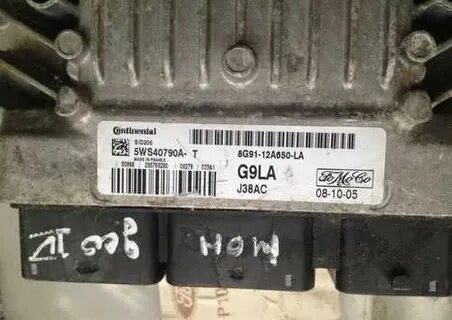 Continental
SID206
5WS40790A- T
MADE IN FRANCE
8G91-12A650-LA
G9LA
J38AC
FoMoCo
08-10-05
MOH